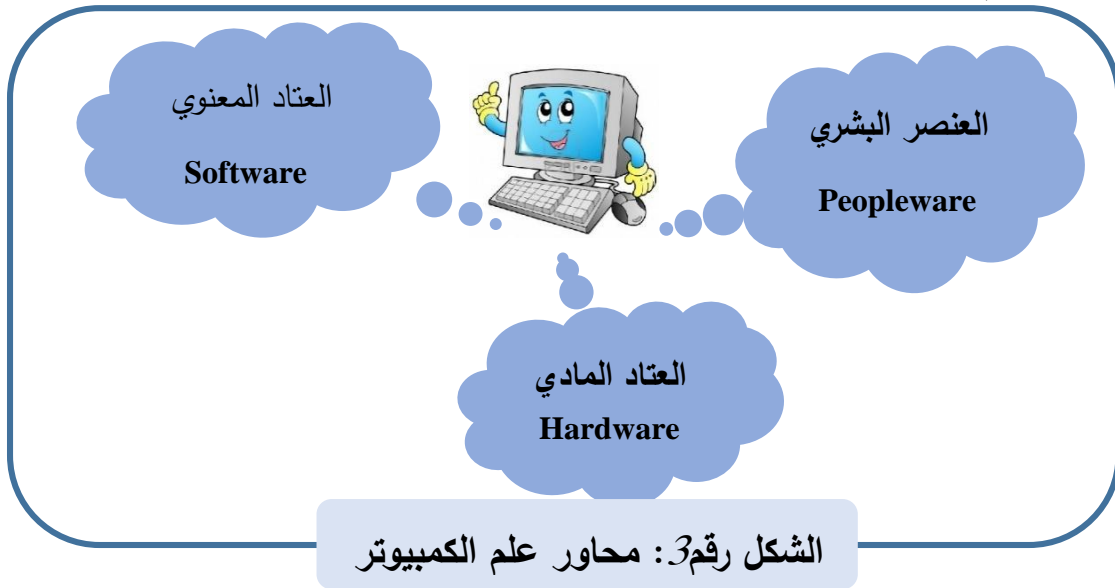 العنصر البشري
Peopleware
العتاد المعنوي
Software
العتاد المادي
Hardware
الشكل رقم3: محاور علم الكمبيوتر